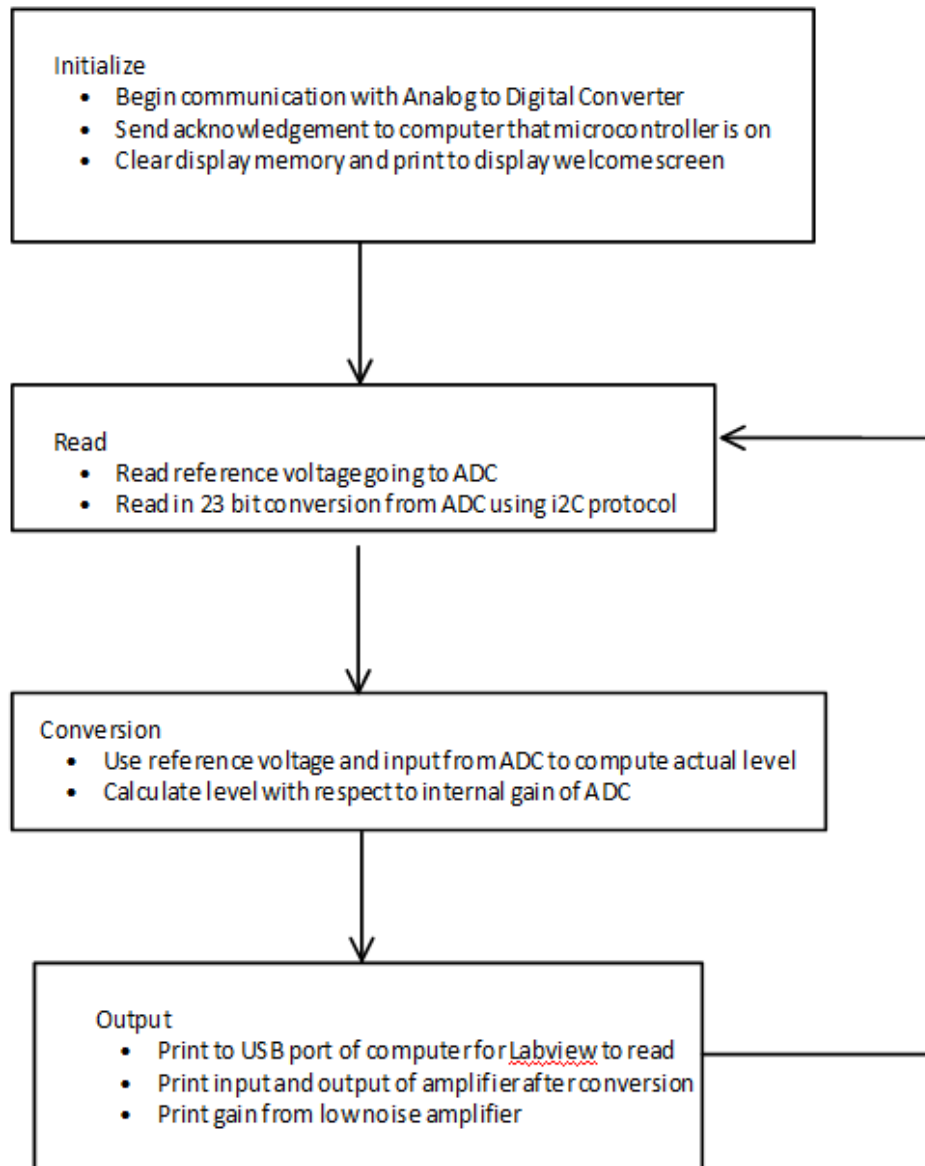 Initialize
• Begin communication with Analog to Digital Converter
• Send acknowledgement to computer that microcontroller is on
• Clear display memory and print to display welcome screen
Read
• Read reference voltage going to ADC
• Read in 23 bit conversion from ADC using i2C protocol
Conversion
• Use reference voltage and input from ADC to compute actual level
• Calculate level with respect to internal gain of ADC
Output
• Print to USB port of computer for Labview to read
• Print input and output of amplifier after conversion
• Print gain from low noise amplifier